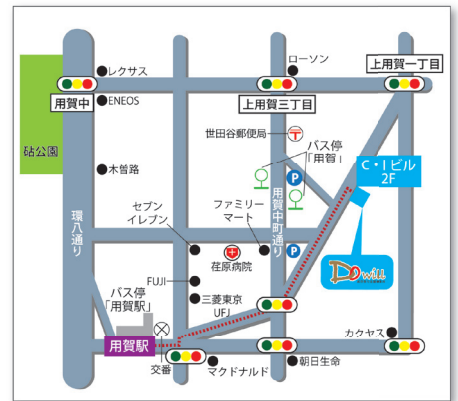 ローソン
上用賀一丁目
レクサス
用賀中
ENEOS
上用賀三丁目
砧公園
世田谷郵便局
バス停
「用賀」
P
C・Iビル
2F
木曽路
環八通り
用賀中町通り
セブン
イレブン
ファミリー
マート
荏原病院
P
DOwill
FUJI
バス停
「用賀駅」
三菱東京
UFJ
カクヤス
用賀駅
交番
マクドナルド
朝日生命